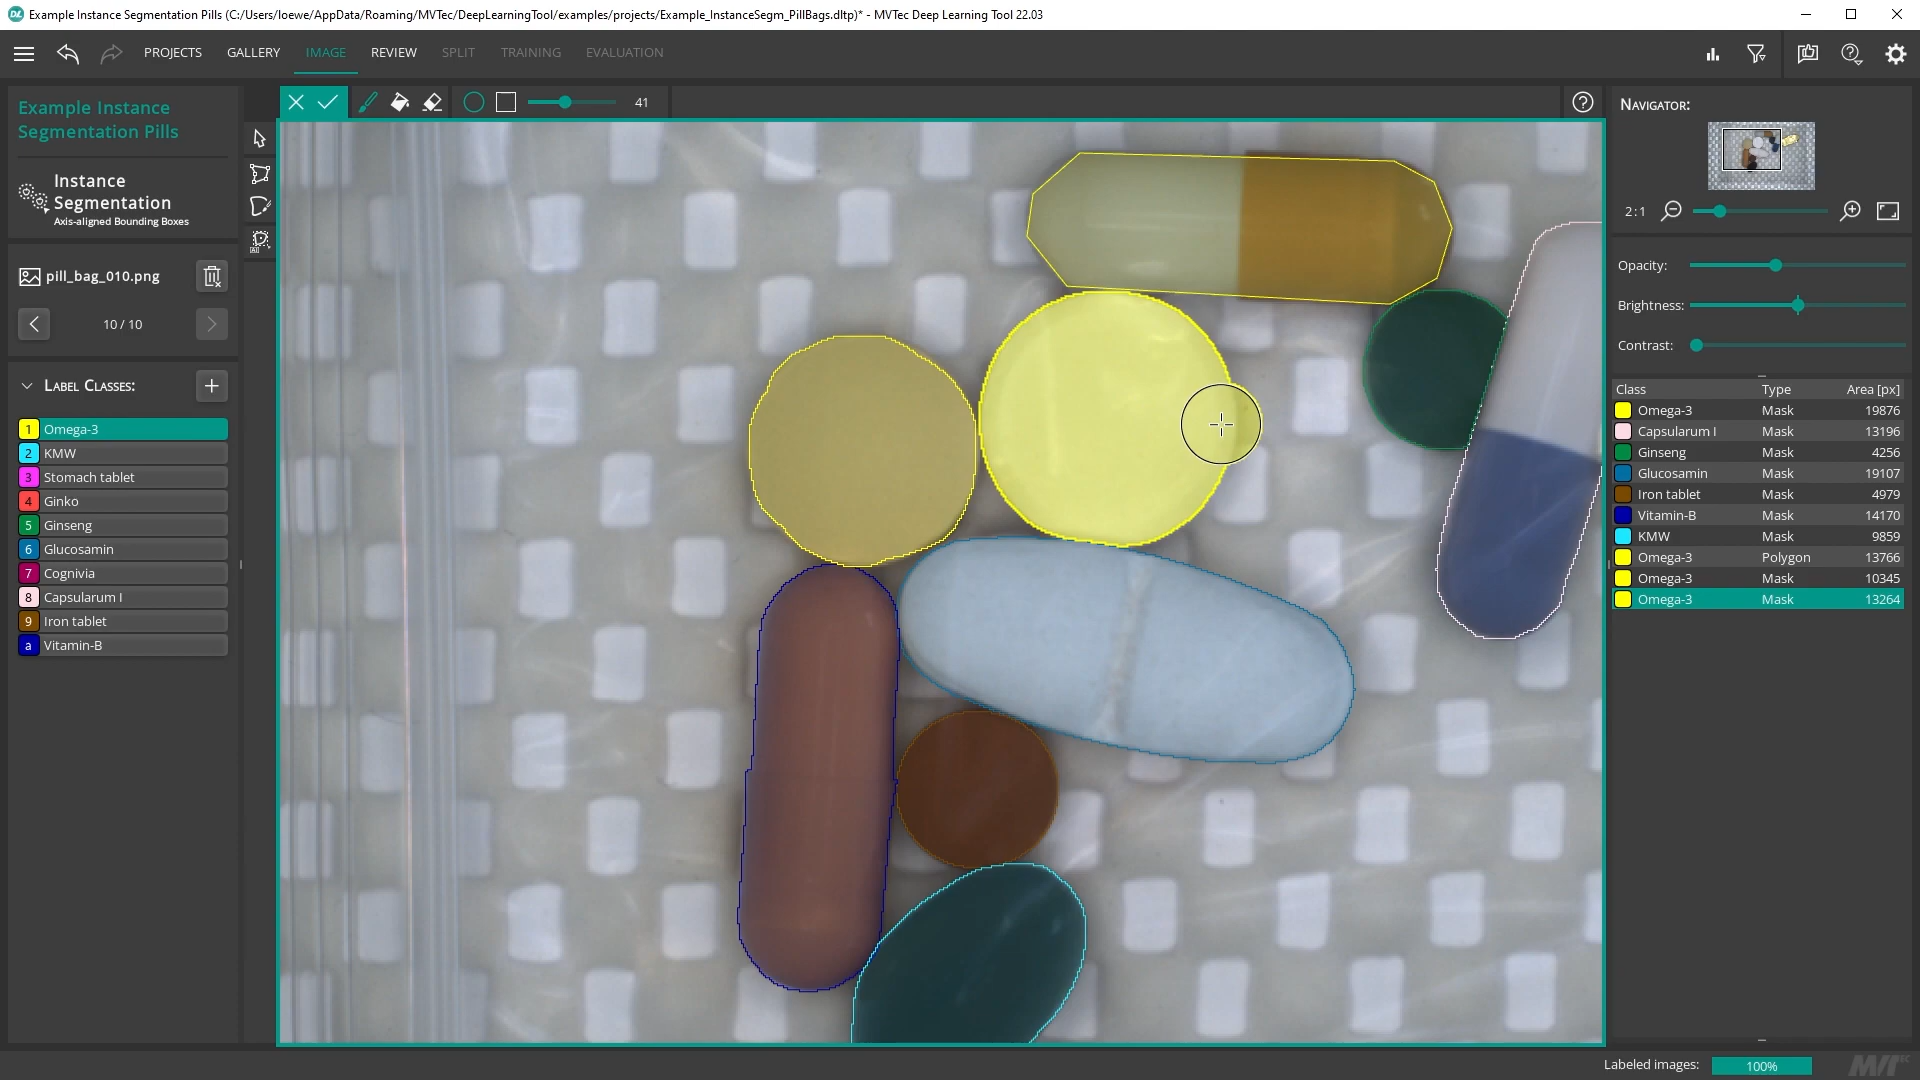 Example Instance Segmentation Pills (C:/Users/loewe/AppData/Roaming/MVTec/DeepLearningTool/examples/projects/Example_InstanceSegm_PillBags.dltp)* - MVTec Deep Learning Tool 22.03
PROJECTS GALLERY IMAGE REVIEW SPLIT TRAINING EVALUATION
Example Instance
Segmentation Pills
Instance
Segmentation
Axis-aligned Bounding Boxes
pill_bag_010.png
10 / 10
LABEL CLASSES:
1 Omega-3
2 KMW
3 Stomach tablet
4 Ginko
5 Ginseng
6 Glucosamin
7 Cognivia
8 Capsularum I
9 Iron tablet
a Vitamin-B
41
NAVIGATOR:
2:1
Opacity:
Brightness:
Contrast:
Class Type Area [px]
Omega-3 Mask 19876
Capsularum I Mask 13196
Ginseng Mask 4256
Glucosamin Mask 19107
Iron tablet Mask 4979
Vitamin-B Mask 14170
KMW Mask 9859
Omega-3 Polygon 13766
Omega-3 Mask 10345
Omega-3 Mask 13264
Labeled images: 100%